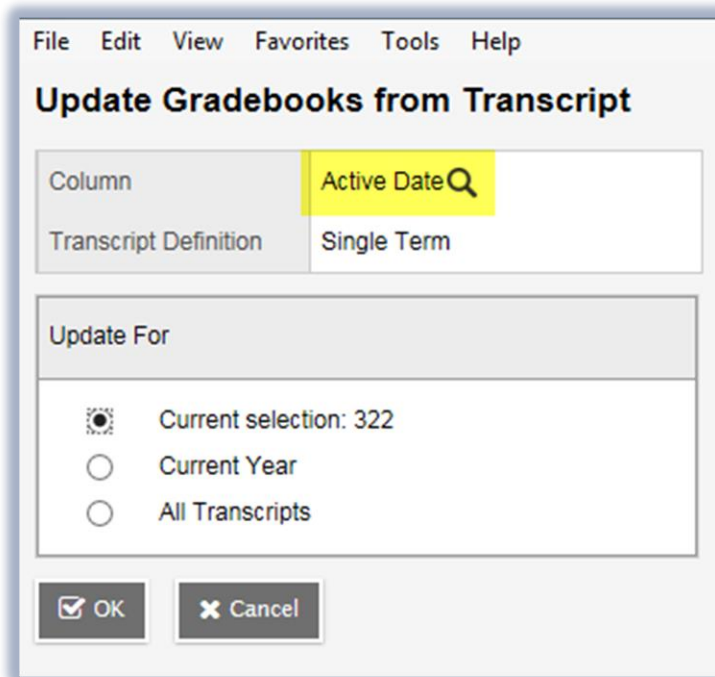 File Edit View Favorites Tools Help
Update Gradebooks from Transcript
Column Active Date
Transcript Definition Single Term
Update For
Current selection: 322
Current Year
All Transcripts
OK Cancel